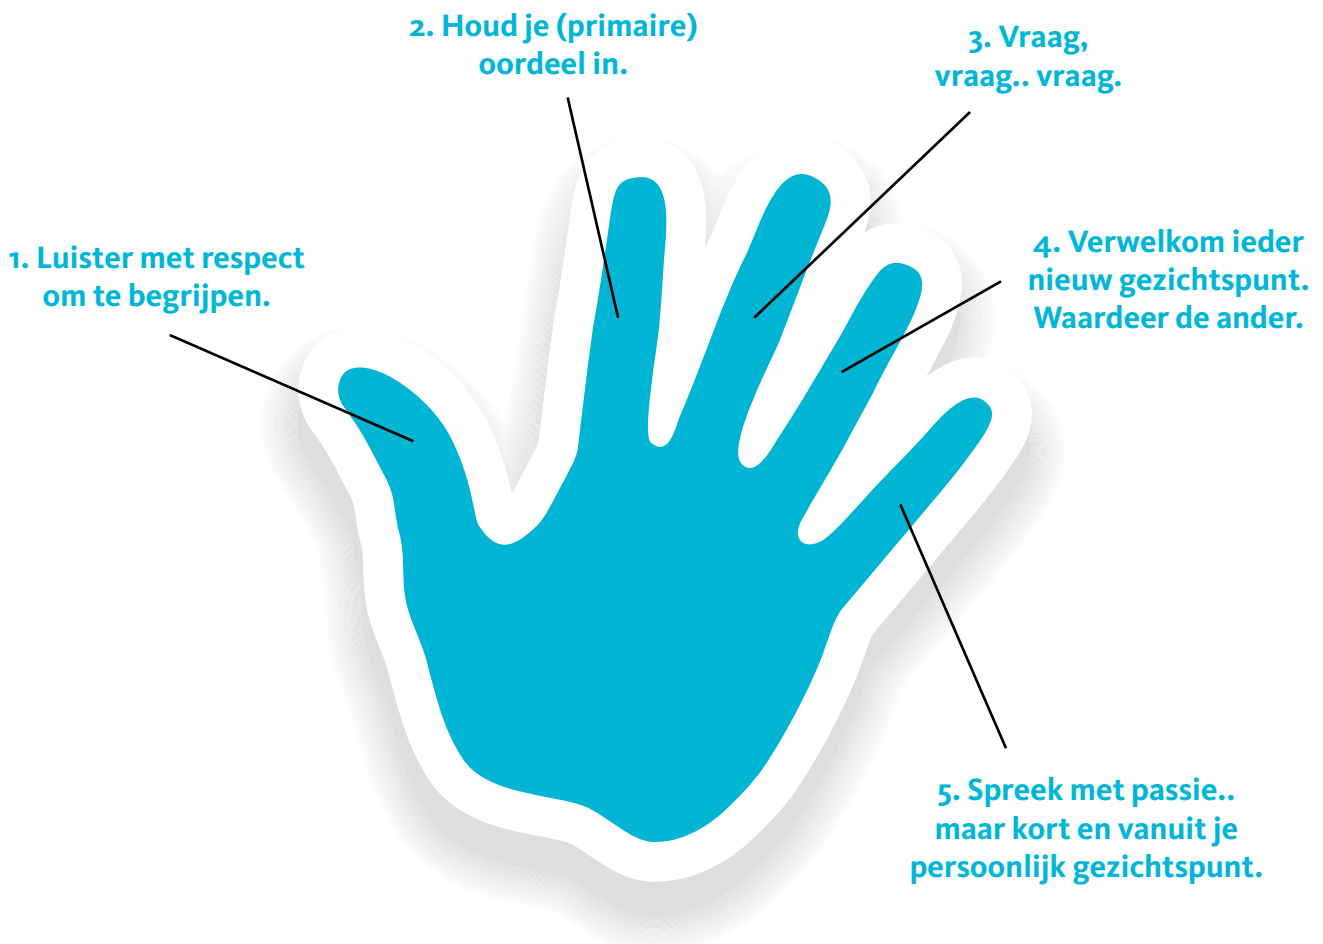 1. Luister met respect
om te begrijpen.
2. Houd je (primaire)
oordeel in.
3. Vraag,
vraag.. vraag.
4. Verwelkom ieder
nieuw gezichtspunt.
Waardeer de ander.
5. Spreek met passie..
maar kort en vanuit je
persoonlijk gezichtspunt.